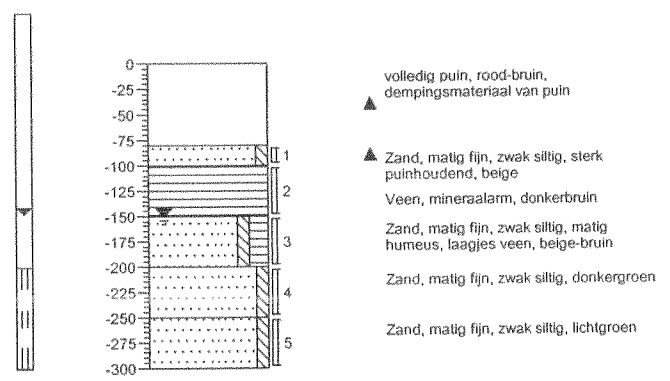 0
-25
-50
-75
-100
-125
-150
-175
-200
-225
-250
-275
-300
1
2
3
4
5
volledig puin, rood-bruin,
dempingsmateriaal van puin
Zand, matig fijn, zwak siltig, sterk
puinhoudend, beige
Veen, mineraalarm, donkerbruin
Zand, matig fijn, zwak siltig, matig
humeus, laagjes veen, beige-bruin
Zand, matig fijn, zwak siltig, donkergroen
Zand, matig fijn, zwak siltig, lichtgroen